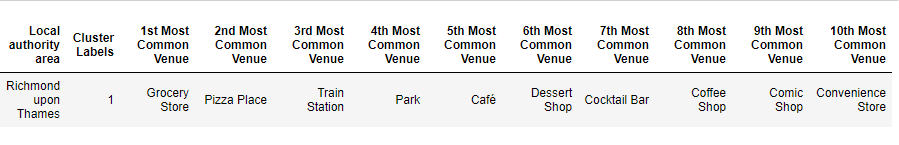 Local authority area Cluster Labels 1st Most Common Venue 2nd Most Common Venue 3rd Most Common Venue 4th Most Common Venue 5th Most Common Venue 6th Most Common Venue 7th Most Common Venue 8th Most Common Venue 9th Most Common Venue 10th Most Common Venue
Richmond upon Thames 1 Grocery Store Pizza Place Train Station Park Café Dessert Shop Cocktail Bar Coffee Shop Comic Shop Convenience Store